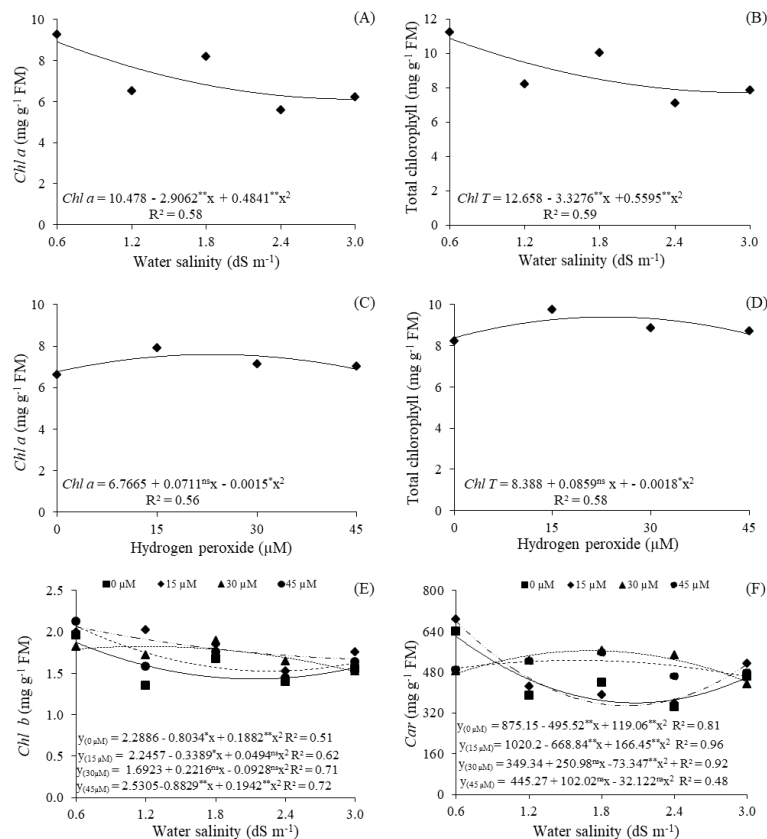 (A)
Chl a (mg g⁻¹ FM)
10
8
6
4
2
0
Chl a = 10.478 - 2.9062**x + 0.4841**x²
R² = 0.58
0.6 1.2 1.8 2.4 3.0
Water salinity (dS m⁻¹)
(B)
Total chlorophyll (mg g⁻¹ FM)
12
10
8
6
4
2
0
Chl T = 12.658 - 3.3276**x +0.5595**x²
R² = 0.59
0.6 1.2 1.8 2.4 3.0
Water salinity (dS m⁻¹)
(C)
Chl a (mg g⁻¹ FM)
10
8
6
4
2
0
Chl a = 6.7665 + 0.0711ⁿˢx - 0.0015*x²
R² = 0.56
0 15 30 45
Hydrogen peroxide (µM)
(D)
Total chlorophyll (mg g⁻¹ FM)
12
10
8
6
4
2
0
Chl T = 8.388 + 0.0859ⁿˢ x + - 0.0018*x²
R² = 0.58
0 15 30 45
Hydrogen peroxide (µM)
0 µM 15 µM 30 µM 45 µM
(E)
Chl b (mg g⁻¹ FM)
2.5
2.0
1.5
1.0
0.5
0.0
y(0 µM) = 2.2886 - 0.8034*x + 0.1882**x² R² = 0.51
y(15 µM) = 2.2457 - 0.3389*x + 0.0494ⁿˢx² R² = 0.62
y(30µM) = 1.6923 + 0.2216ⁿˢx - 0.0928ⁿˢx² R² = 0.71
y(45µM) = 2.5305-0.8829**x + 0.1942**x² R² = 0.72
0.6 1.2 1.8 2.4 3.0
Water salinity (dS m⁻¹)
0 µM 15 µM 30 µM 45 µM
(F)
Car (mg g⁻¹ FM)
800
640
480
320
160
0
y(0 µM) = 875.15 -495.52**x + 119.06**x² R² = 0.81
y(15µM) = 1020.2 - 668.84**x + 166.45**x² R² = 0.96
y(30 µM) = 349.34 + 250.98ⁿˢx -73.347**x² + R² = 0.92
y(45 µM) = 445.27 + 102.02ⁿˢx - 32.122ⁿˢx² R² = 0.48
0.6 1.2 1.8 2.4 3.0
Water salinity (dS m⁻¹)